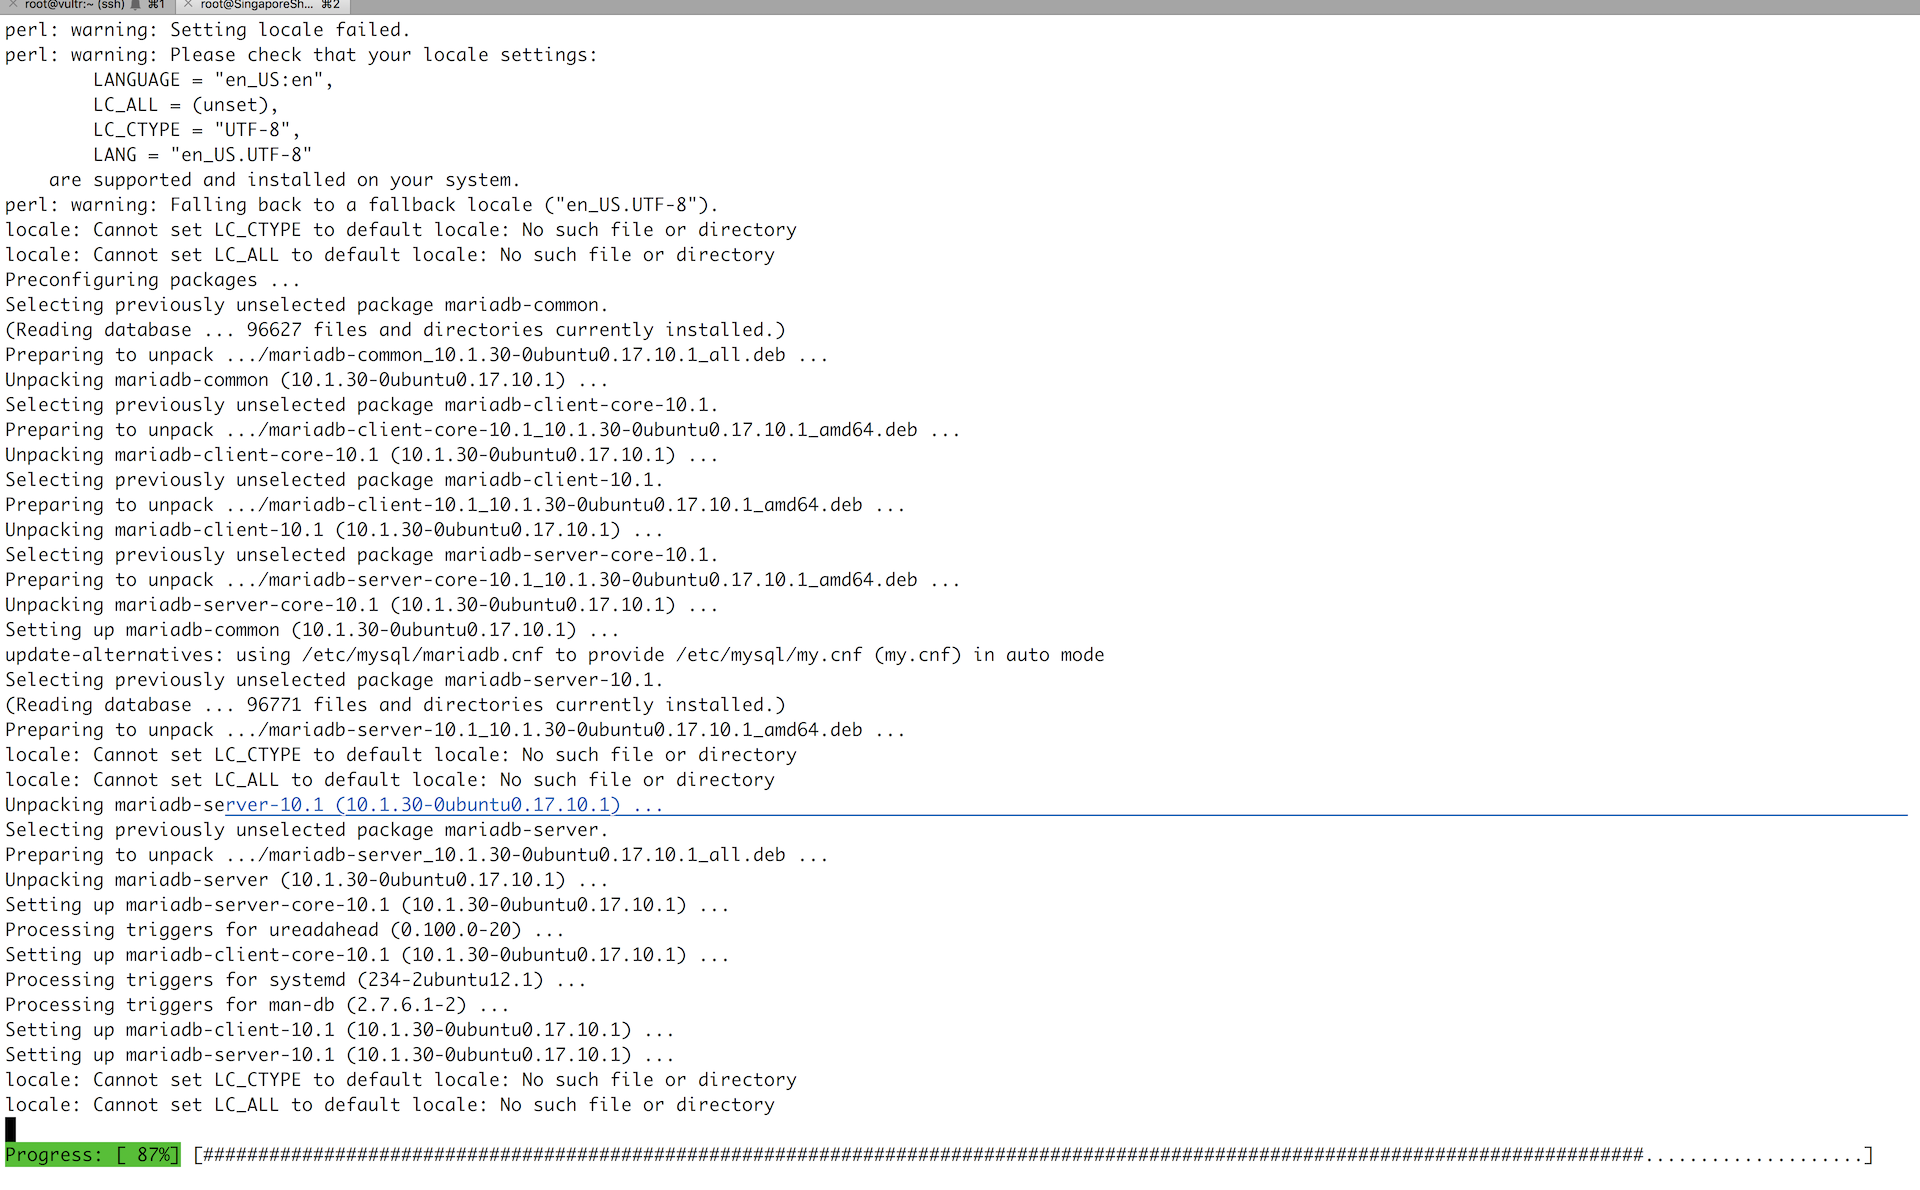 root@vultr:~ (ssh) ⌘1 root@SingaporeSh... ⌘2
perl: warning: Setting locale failed.
perl: warning: Please check that your locale settings:
        LANGUAGE = "en_US:en",
        LC_ALL = (unset),
        LC_CTYPE = "UTF-8",
        LANG = "en_US.UTF-8"
    are supported and installed on your system.
perl: warning: Falling back to a fallback locale ("en_US.UTF-8").
locale: Cannot set LC_CTYPE to default locale: No such file or directory
locale: Cannot set LC_ALL to default locale: No such file or directory
Preconfiguring packages ...
Selecting previously unselected package mariadb-common.
(Reading database ... 96627 files and directories currently installed.)
Preparing to unpack .../mariadb-common_10.1.30-0ubuntu0.17.10.1_all.deb ...
Unpacking mariadb-common (10.1.30-0ubuntu0.17.10.1) ...
Selecting previously unselected package mariadb-client-core-10.1.
Preparing to unpack .../mariadb-client-core-10.1_10.1.30-0ubuntu0.17.10.1_amd64.deb ...
Unpacking mariadb-client-core-10.1 (10.1.30-0ubuntu0.17.10.1) ...
Selecting previously unselected package mariadb-client-10.1.
Preparing to unpack .../mariadb-client-10.1_10.1.30-0ubuntu0.17.10.1_amd64.deb ...
Unpacking mariadb-client-10.1 (10.1.30-0ubuntu0.17.10.1) ...
Selecting previously unselected package mariadb-server-core-10.1.
Preparing to unpack .../mariadb-server-core-10.1_10.1.30-0ubuntu0.17.10.1_amd64.deb ...
Unpacking mariadb-server-core-10.1 (10.1.30-0ubuntu0.17.10.1) ...
Setting up mariadb-common (10.1.30-0ubuntu0.17.10.1) ...
update-alternatives: using /etc/mysql/mariadb.cnf to provide /etc/mysql/my.cnf (my.cnf) in auto mode
Selecting previously unselected package mariadb-server-10.1.
(Reading database ... 96771 files and directories currently installed.)
Preparing to unpack .../mariadb-server-10.1_10.1.30-0ubuntu0.17.10.1_amd64.deb ...
locale: Cannot set LC_CTYPE to default locale: No such file or directory
locale: Cannot set LC_ALL to default locale: No such file or directory
Unpacking mariadb-server-10.1 (10.1.30-0ubuntu0.17.10.1) ...
Selecting previously unselected package mariadb-server.
Preparing to unpack .../mariadb-server_10.1.30-0ubuntu0.17.10.1_all.deb ...
Unpacking mariadb-server (10.1.30-0ubuntu0.17.10.1) ...
Setting up mariadb-server-core-10.1 (10.1.30-0ubuntu0.17.10.1) ...
Processing triggers for ureadahead (0.100.0-20) ...
Setting up mariadb-client-core-10.1 (10.1.30-0ubuntu0.17.10.1) ...
Processing triggers for systemd (234-2ubuntu12.1) ...
Processing triggers for man-db (2.7.6.1-2) ...
Setting up mariadb-client-10.1 (10.1.30-0ubuntu0.17.10.1) ...
Setting up mariadb-server-10.1 (10.1.30-0ubuntu0.17.10.1) ...
locale: Cannot set LC_CTYPE to default locale: No such file or directory
locale: Cannot set LC_ALL to default locale: No such file or directory
Progress: [ 87%] [###################################################################################################################################....................]